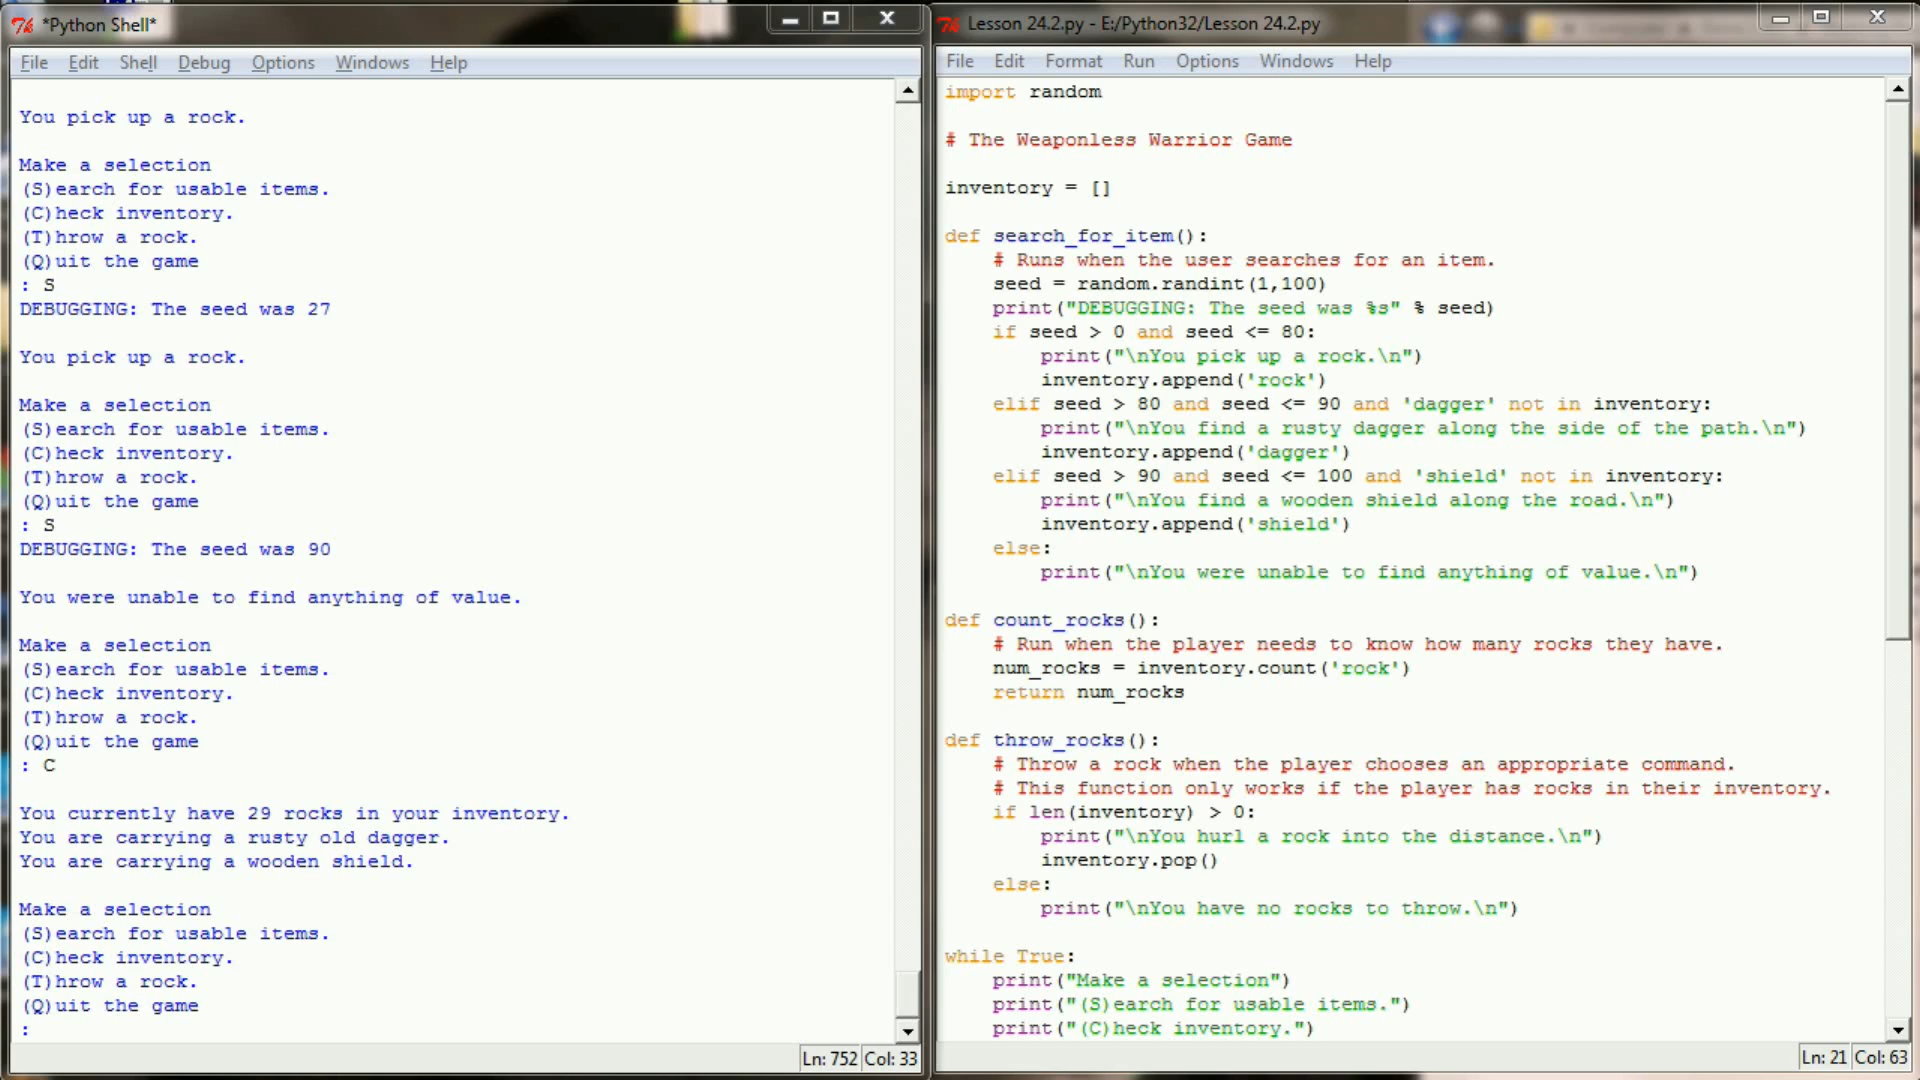 *Python Shell*
File Edit Shell Debug Options Windows Help
You pick up a rock.
Make a selection
(S)earch for usable items.
(C)heck inventory.
(T)hrow a rock.
(Q)uit the game
: S
DEBUGGING: The seed was 27
You pick up a rock.
Make a selection
(S)earch for usable items.
(C)heck inventory.
(T)hrow a rock.
(Q)uit the game
: S
DEBUGGING: The seed was 90
You were unable to find anything of value.
Make a selection
(S)earch for usable items.
(C)heck inventory.
(T)hrow a rock.
(Q)uit the game
: C
You currently have 29 rocks in your inventory.
You are carrying a rusty old dagger.
You are carrying a wooden shield.
Make a selection
(S)earch for usable items.
(C)heck inventory.
(T)hrow a rock.
(Q)uit the game
:
Ln: 752 Col: 33
Lesson 24.2.py - E:/Python32/Lesson 24.2.py
File Edit Format Run Options Windows Help
import random
# The Weaponless Warrior Game
inventory = []
def search_for_item():
    # Runs when the user searches for an item.
    seed = random.randint(1,100)
    print("DEBUGGING: The seed was %s" % seed)
    if seed > 0 and seed <= 80:
        print("\nYou pick up a rock.\n")
        inventory.append('rock')
    elif seed > 80 and seed <= 90 and 'dagger' not in inventory:
        print("\nYou find a rusty dagger along the side of the path.\n")
        inventory.append('dagger')
    elif seed > 90 and seed <= 100 and 'shield' not in inventory:
        print("\nYou find a wooden shield along the road.\n")
        inventory.append('shield')
    else:
        print("\nYou were unable to find anything of value.\n")
def count_rocks():
    # Run when the player needs to know how many rocks they have.
    num_rocks = inventory.count('rock')
    return num_rocks
def throw_rocks():
    # Throw a rock when the player chooses an appropriate command.
    # This function only works if the player has rocks in their inventory.
    if len(inventory) > 0:
        print("\nYou hurl a rock into the distance.\n")
        inventory.pop()
    else:
        print("\nYou have no rocks to throw.\n")
while True:
    print("Make a selection")
    print("(S)earch for usable items.")
    print("(C)heck inventory.")
Ln: 21 Col: 63